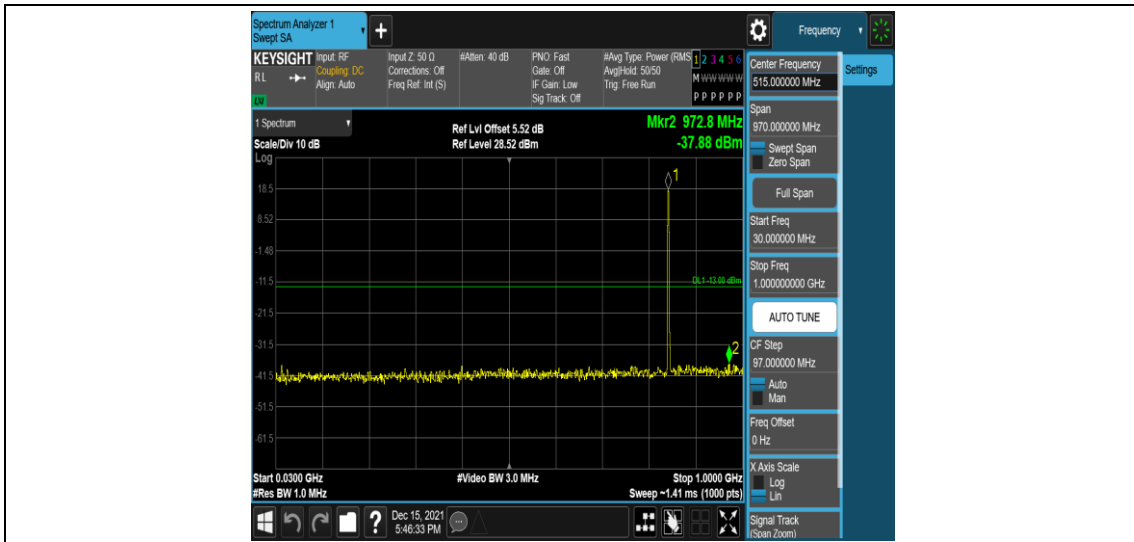 Spectrum Analyzer 1
Swept SA
+
Frequency
KEYSIGHT
RL
LXI
Input: RF
Coupling: DC
Align: Auto
Input Z: 50 Ω
Corrections: Off
Freq Ref: Int (S)
#Atten: 40 dB
PNO: Fast
Gate: Off
IF Gain: Low
Sig Track: Off
#Avg Type: Power (RMS
Avg|Hold: 50/50
Trig: Free Run
1 2 3 4 5 6
M W W W W W
P P P P P P
1 Spectrum
Scale/Div 10 dB
Ref Lvl Offset 5.52 dB
Ref Level 28.52 dBm
Mkr2 972.8 MHz
-37.88 dBm
Log
18.5
8.52
-1.48
-11.5
-21.5
-31.5
-41.5
-51.5
-61.5
1
DL1 -13.00 dBm
2
Start 0.0300 GHz
#Res BW 1.0 MHz
#Video BW 3.0 MHz
Stop 1.0000 GHz
Sweep ~1.41 ms (1000 pts)
?
Dec 15, 2021
5:46:33 PM
Center Frequency
515.000000 MHz
Span
970.000000 MHz
Swept Span
Zero Span
Full Span
Start Freq
30.000000 MHz
Stop Freq
1.000000000 GHz
AUTO TUNE
CF Step
97.000000 MHz
Auto
Man
Freq Offset
0 Hz
X Axis Scale
Log
Lin
Signal Track
(Span Zoom)
Settings